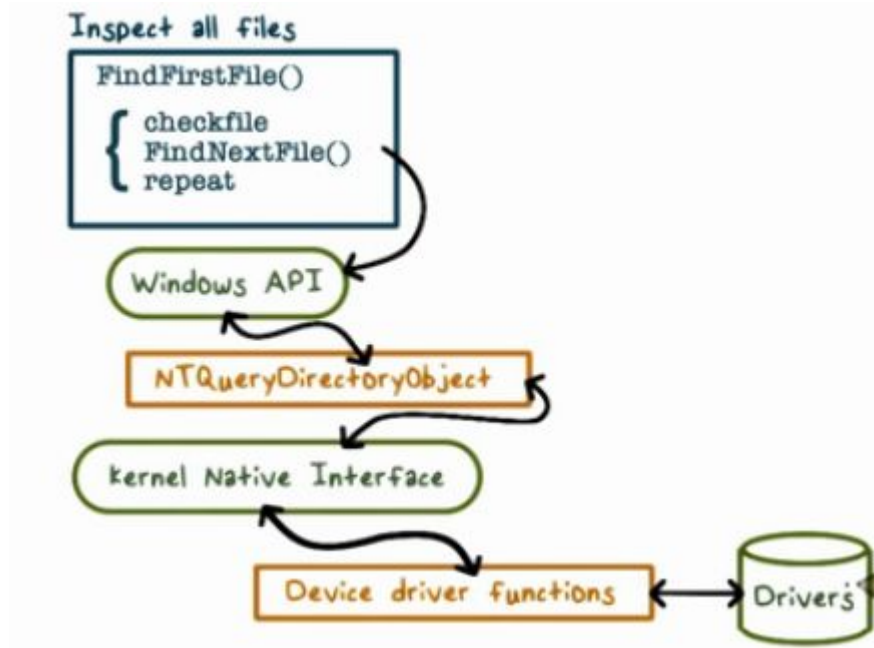 Inspect all files
FindFirstFile()
checkfile
FindNextFile()
repeat
Windows API
NTQueryDirectoryObject
Kernel Native Interface
Device driver functions
Drivers